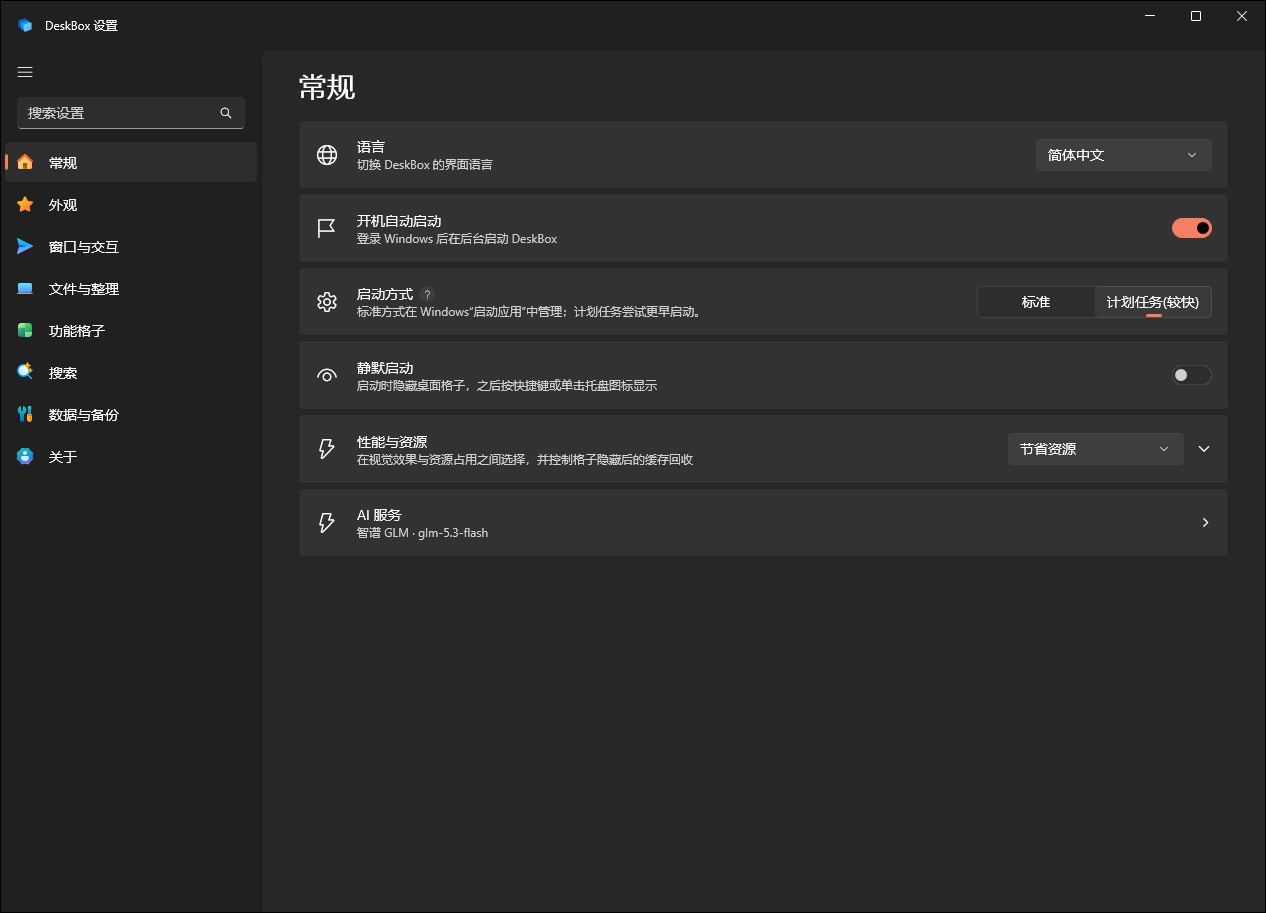 DeskBox 设置
搜索设置
常规
外观
窗口与交互
文件与整理
功能格子
搜索
数据与备份
关于
常规
语言
切换 DeskBox 的界面语言
简体中文
开机自动启动
登录 Windows 后在后台启动 DeskBox
启动方式 ?
标准方式在 Windows“启动应用”中管理；计划任务尝试更早启动。
标准
计划任务(较快)
静默启动
启动时隐藏桌面格子，之后按快捷键或单击托盘图标显示
性能与资源
在视觉效果与资源占用之间选择，并控制格子隐藏后的缓存回收
节省资源
AI 服务
智谱 GLM · glm-5.3-flash